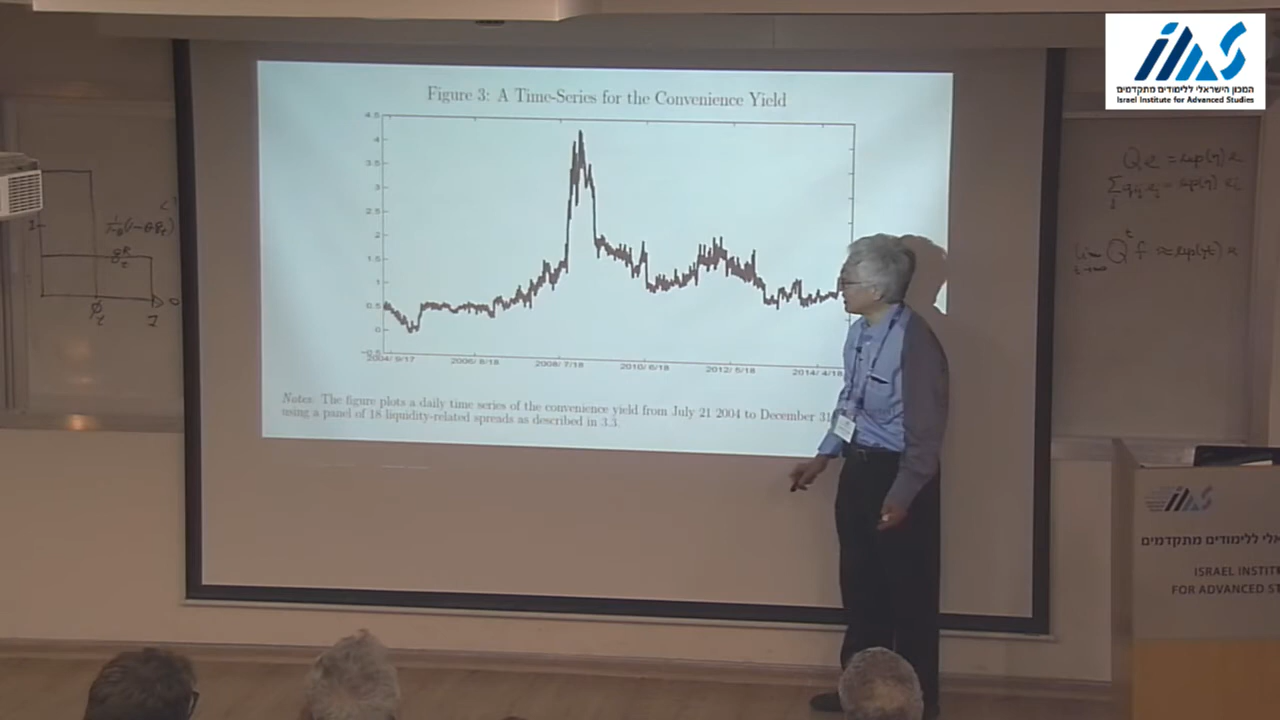 המכון הישראלי ללימודים מתקדמים
Israel Institute for Advanced Studies
Figure 3: A Time-Series for the Convenience Yield
4.5
4
3.5
3
2.5
2
1.5
1
0.5
0
-0.5
2004/ 9/17
2006/ 8/18
2008/ 7/18
2010/ 6/18
2012/ 5/18
2014/ 4/18
Notes: The figure plots a daily time series of the convenience yield from July 21 2004 to December 31
using a panel of 18 liquidity-related spreads as described in 3.3.
ללימודים מתקדמים
ISRAEL
FOR ADVANCED